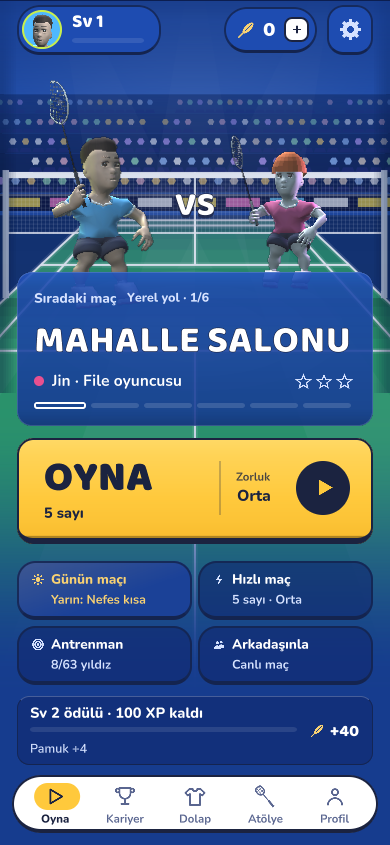 Sv 1
0
+
VS
Sıradaki maç Yerel yol · 1/6
MAHALLE SALONU
Jin · File oyuncusu
OYNA
5 sayı
Zorluk
Orta
Günün maçı
Yarın: Nefes kısa
Hızlı maç
5 sayı · Orta
Antrenman
8/63 yıldız
Arkadaşınla
Canlı maç
Sv 2 ödülü · 100 XP kaldı
+40
Pamuk +4
Oyna
Kariyer
Dolap
Atölye
Profil